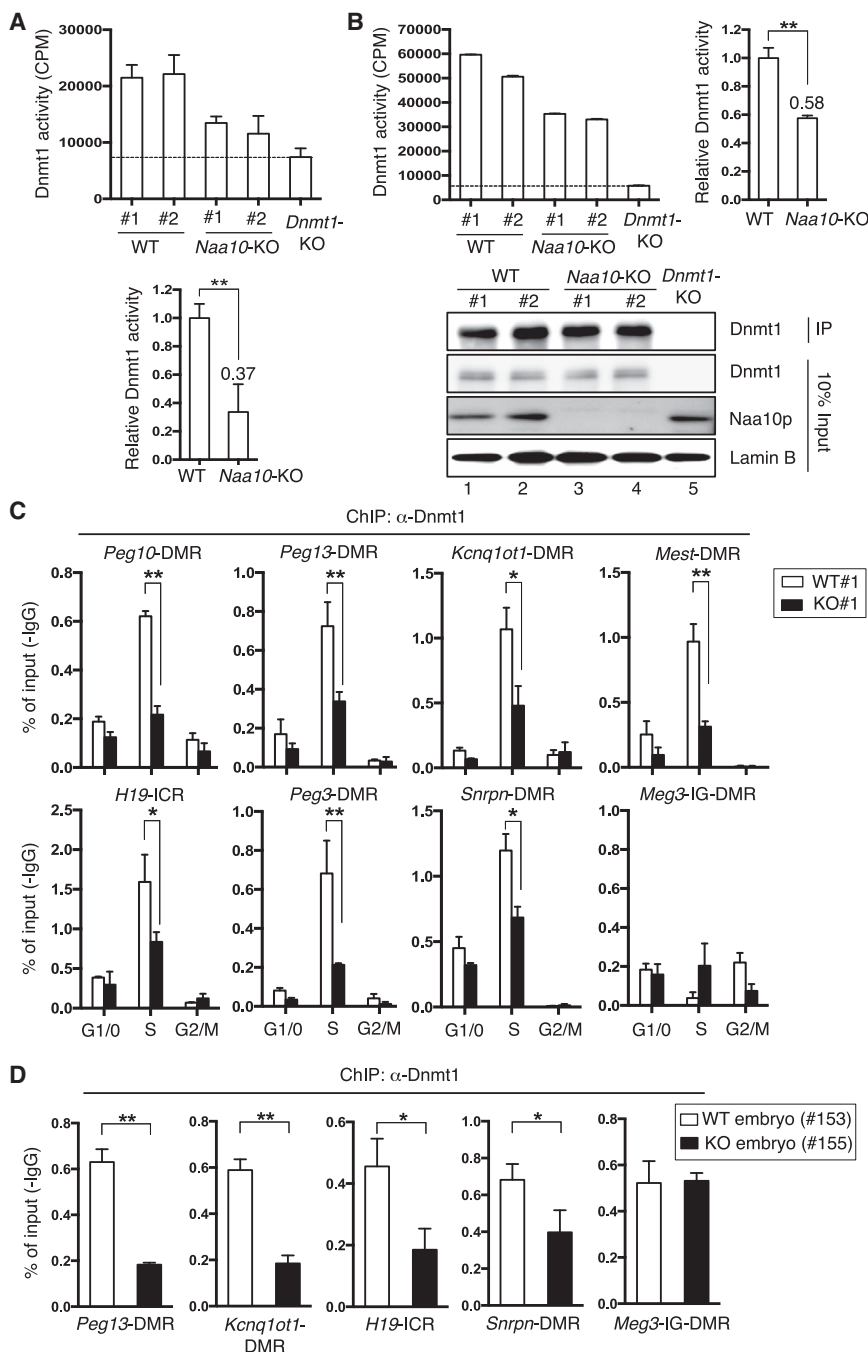 A
Dnmt1 activity (CPM)
30000
20000
10000
0
#1 #2 #1 #2 Dnmt1-
WT Naa10-KO KO
Relative Dnmt1 activity
1.2
1.0
0.8
0.6
0.4
0.2
0.0
**
0.37
WT Naa10-KO
B
Dnmt1 activity (CPM)
70000
60000
50000
40000
30000
20000
10000
0
#1 #2 #1 #2 Dnmt1-
WT Naa10-KO KO
Relative Dnmt1 activity
1.2
1.0
0.8
0.6
0.4
0.2
0.0
**
0.58
WT Naa10-KO
WT Naa10-KO Dnmt1-
#1 #2 #1 #2 KO
Dnmt1 IP
Dnmt1
Naa10p
Lamin B
10% Input
1 2 3 4 5
C
ChIP: α-Dnmt1
WT#1
KO#1
% of input (-IgG)
Peg10-DMR
0.8
0.6
0.4
0.2
0.0
**
Peg13-DMR
1.0
0.8
0.6
0.4
0.2
0.0
**
Kcnq1ot1-DMR
1.5
1.0
0.5
0.0
*
Mest-DMR
1.5
1.0
0.5
0.0
**
% of input (-IgG)
H19-ICR
2.5
2.0
1.5
1.0
0.5
0.0
*
G1/0 S G2/M
Peg3-DMR
1.0
0.8
0.6
0.4
0.2
0.0
**
G1/0 S G2/M
Snrpn-DMR
1.5
1.0
0.5
0.0
*
G1/0 S G2/M
Meg3-IG-DMR
1.0
0.8
0.6
0.4
0.2
0.0
G1/0 S G2/M
D
ChIP: α-Dnmt1
WT embryo (#153)
KO embryo (#155)
% of input (-IgG)
0.8
0.6
0.4
0.2
0.0
**
Peg13-DMR
0.8
0.6
0.4
0.2
0.0
**
Kcnq1ot1-
DMR
0.6
0.4
0.2
0.0
*
H19-ICR
1.0
0.8
0.6
0.4
0.2
0.0
*
Snrpn-DMR
0.8
0.6
0.4
0.2
0.0
Meg3-IG-DMR